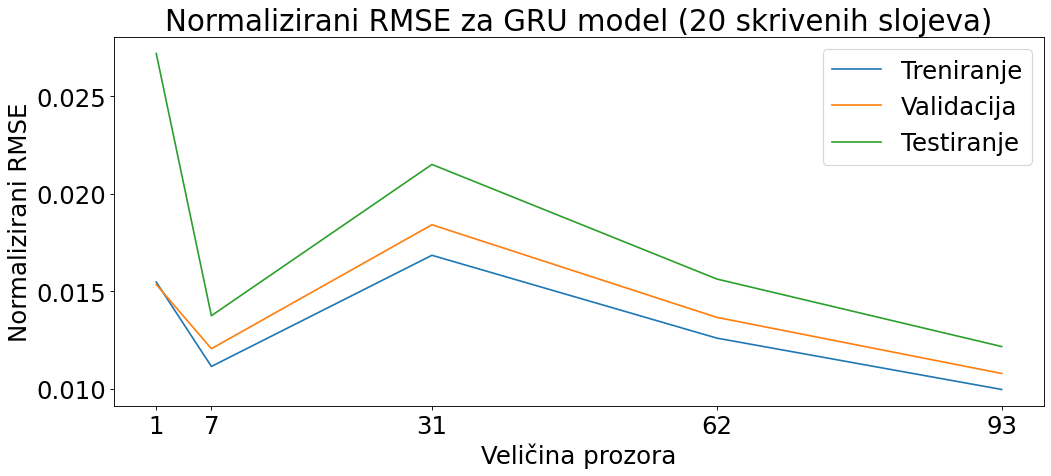 Normalizirani RMSE za GRU model (20 skrivenih slojeva)
Normalizirani RMSE
0.025
0.020
0.015
0.010
Treniranje
Validacija
Testiranje
1 7 31 62 93
Veličina prozora